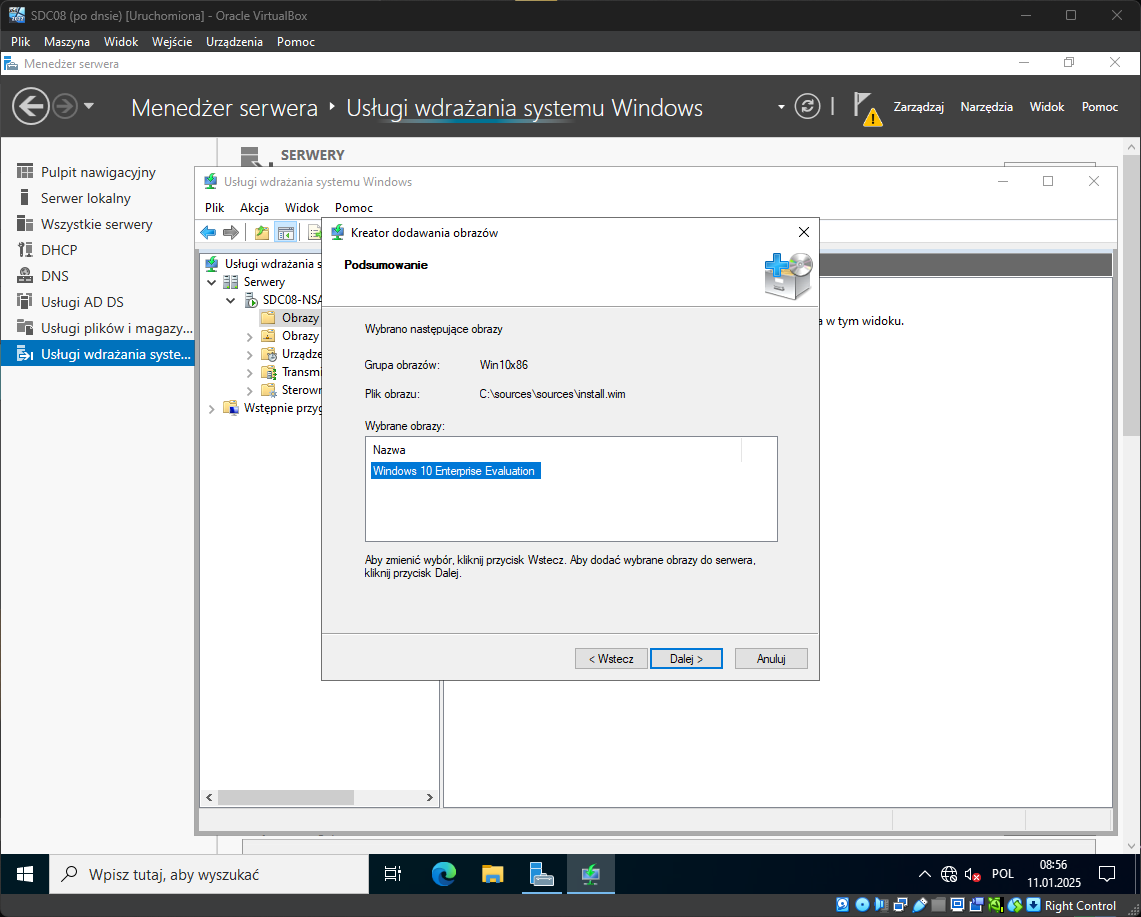 SDC08 (po dnsie) [Uruchomiona] - Oracle VirtualBox
Plik Maszyna Widok Wejście Urządzenia Pomoc
Menedżer serwera
Menedżer serwera Usługi wdrażania systemu Windows
Zarządzaj Narzędzia Widok Pomoc
Pulpit nawigacyjny
Serwer lokalny
Wszystkie serwery
DHCP
DNS
Usługi AD DS
Usługi plików i magazy...
Usługi wdrażania syste...
SERWERY
Usługi wdrażania systemu Windows
Plik Akcja Widok Pomoc
Usługi wdrażania s
Serwery
SDC08-NSA
Obrazy
Obrazy
Urządze
Transmi
Sterown
Wstępnie przyg
a w tym widoku.
Kreator dodawania obrazów
Podsumowanie
Wybrano następujące obrazy
Grupa obrazów: Win10x86
Plik obrazu: C:\sources\sources\install.wim
Wybrane obrazy:
Nazwa
Windows 10 Enterprise Evaluation
Aby zmienić wybór, kliknij przycisk Wstecz. Aby dodać wybrane obrazy do serwera,
kliknij przycisk Dalej.
< Wstecz Dalej > Anuluj
Wpisz tutaj, aby wyszukać
POL
08:56
11.01.2025
Right Control